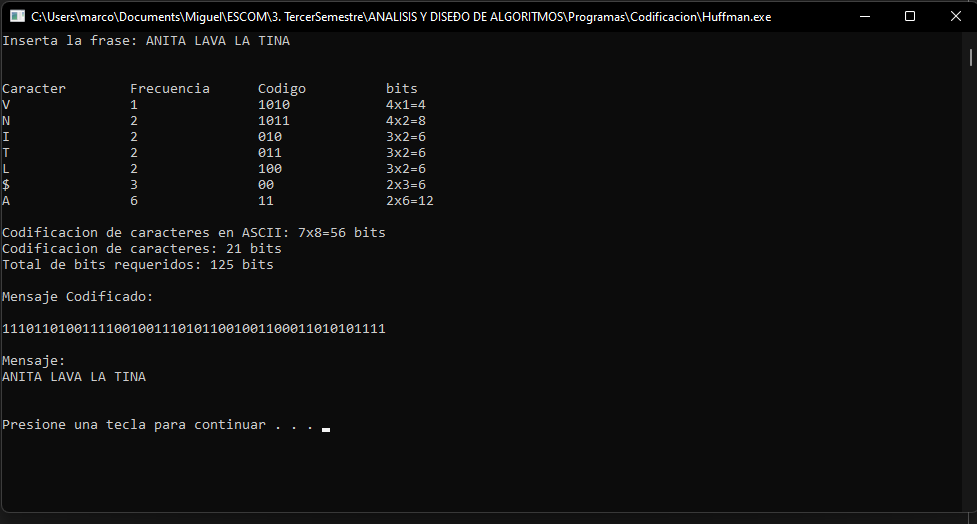 C:\Users\marco\Documents\Miguel\ESCOM\3. TercerSemestre\ANALISIS Y DISEÐO DE ALGORITMOS\Programas\Codificacion\Huffman.exe
Inserta la frase: ANITA LAVA LA TINA
Caracter Frecuencia Codigo bits
V 1 1010 4x1=4
N 2 1011 4x2=8
I 2 010 3x2=6
T 2 011 3x2=6
L 2 100 3x2=6
$ 3 00 2x3=6
A 6 11 2x6=12
Codificacion de caracteres en ASCII: 7x8=56 bits
Codificacion de caracteres: 21 bits
Total de bits requeridos: 125 bits
Mensaje Codificado:
111011010011110010011101011001001100011010101111
Mensaje:
ANITA LAVA LA TINA
Presione una tecla para continuar . . .